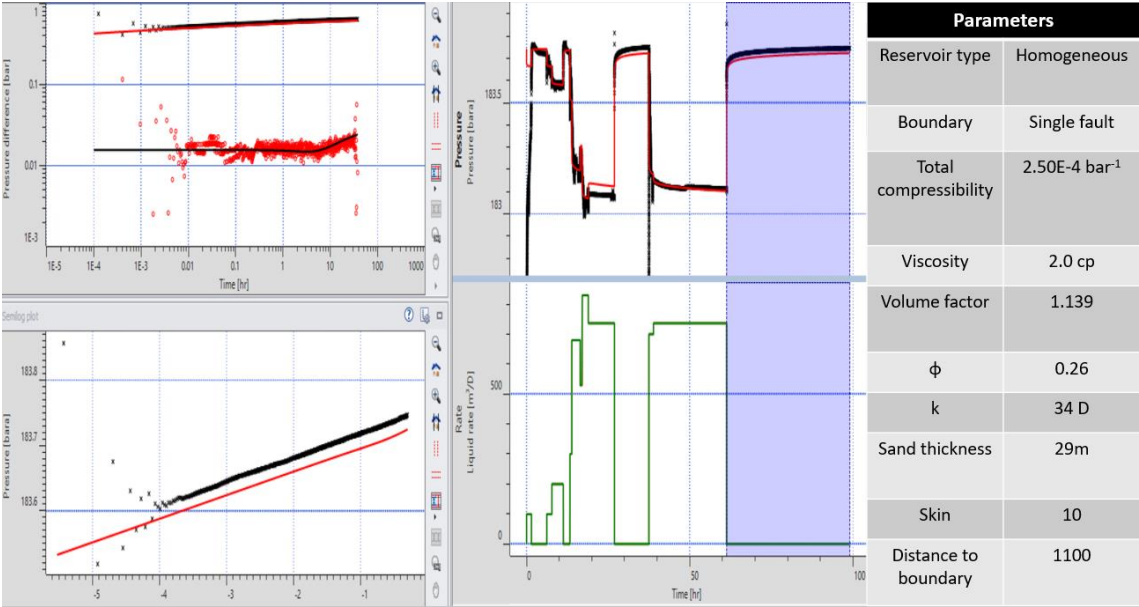 1
0.1
0.01
1E-3
Pressure difference [bar]
1E-5
1E-4
1E-3
0.01
0.1
1
10
100
1000
Time [hr]
Semilog plot
183.8
183.7
183.6
Pressure [bara]
-5
-4
-3
-2
-1
183.5
183
Pressure
Pressure [bara]
500
0
Rate
Liquid rate [m³/D]
0
50
100
Time [hr]
Parameters
Reservoir type Homogeneous
Boundary Single fault
Total
compressibility
2.50E-4 bar⁻¹
Viscosity 2.0 cp
Volume factor 1.139
ϕ 0.26
k 34 D
Sand thickness 29m
Skin 10
Distance to
boundary
1100